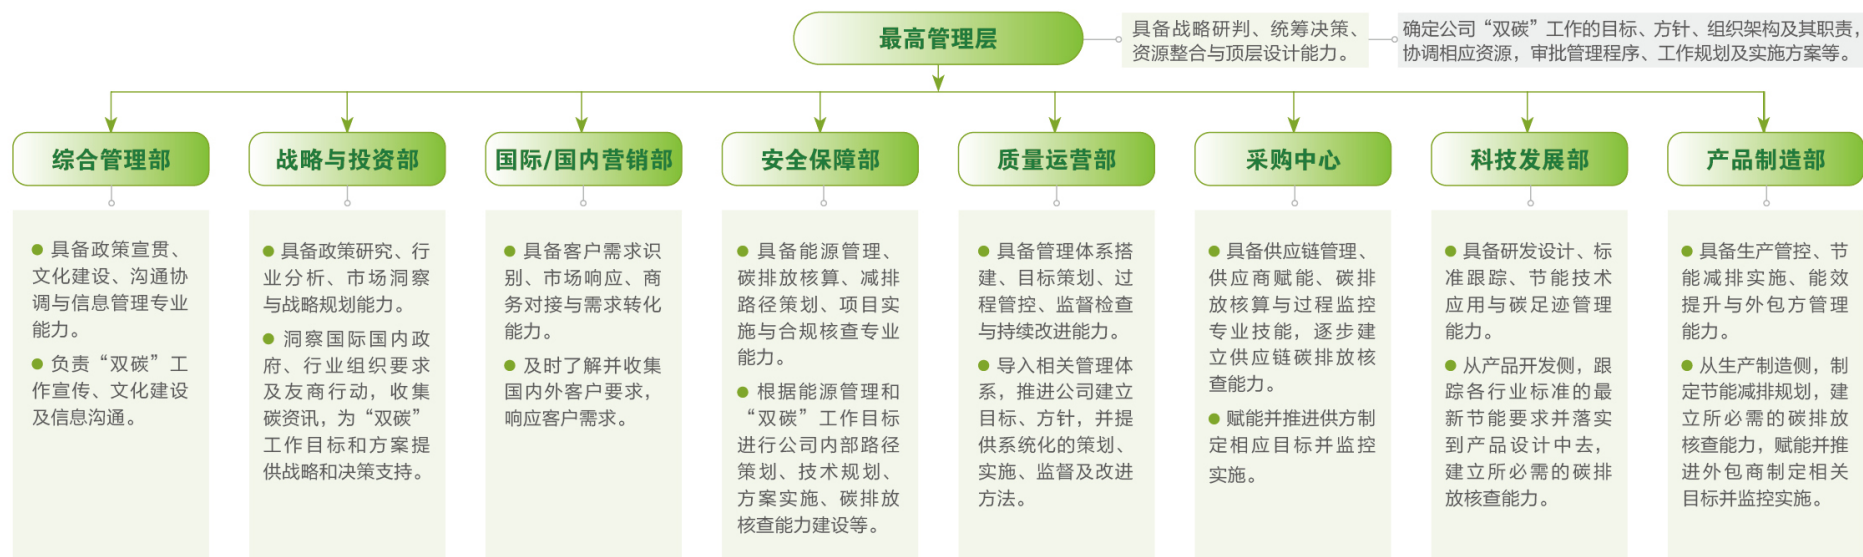 最高管理层
具备战略研判、统筹决策、
资源整合与顶层设计能力。
确定公司“双碳”工作的目标、方针、组织架构及其职责，
协调相应资源，审批管理程序、工作规划及实施方案等。
综合管理部
具备政策宣贯、
文化建设、沟通协
调与信息管理专业
能力。
负责“双碳”工
作宣传、文化建设
及信息沟通。
战略与投资部
具备政策研究、行
业分析、市场洞察
与战略规划能力。
洞察国际国内政
府、行业组织要求
及友商行动，收集
碳资讯，为“双碳”
工作目标和方案提
供战略和决策支持。
国际/国内营销部
具备客户需求识
别、市场响应、商
务对接与需求转化
能力。
及时了解并收集
国内外客户要求，
响应客户需求。
安全保障部
具备能源管理、
碳排放核算、减排
路径策划、项目实
施与合规核查专业
能力。
根据能源管理和
“双碳”工作目标
进行公司内部路径
策划、技术规划、
方案实施、碳排放
核查能力建设等。
质量运营部
具备管理体系搭
建、目标策划、过
程管控、监督检查
与持续改进能力。
导入相关管理体
系，推进公司建立
目标、方针，并提
供系统化的策划、
实施、监督及改进
方法。
采购中心
具备供应链管理、
供应商赋能、碳排
放核算与过程监控
专业技能，逐步建
立供应链碳排放核
查能力。
赋能并推进供方制
定相应目标并监控
实施。
科技发展部
具备研发设计、标
准跟踪、节能技术
应用与碳足迹管理
能力。
从产品开发侧，跟
踪各行业标准的最
新节能要求并落实
到产品设计中去，
建立所必需的碳排
放核查能力。
产品制造部
具备生产管控、节
能减排实施、能效
提升与外包方管理
能力。
从生产制造侧，制
定节能减排规划，建
立所必需的碳排放
核查能力，赋能并推
进外包商制定相关
目标并监控实施。